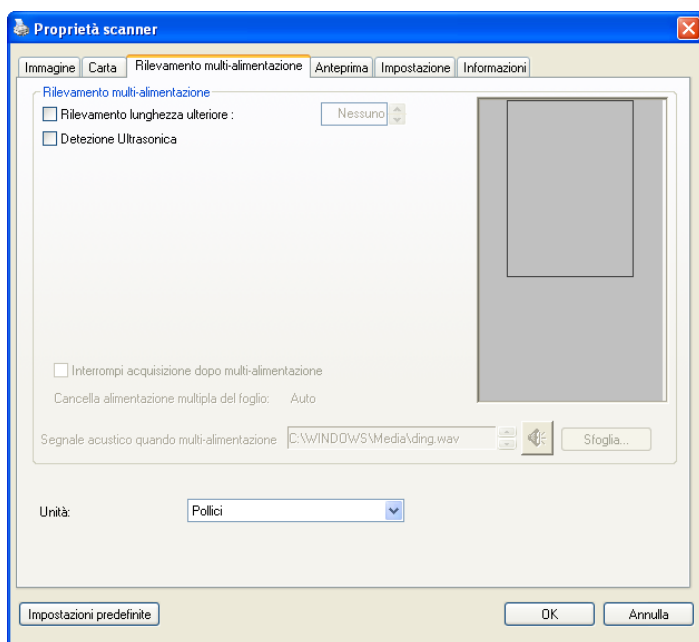 Proprietà scanner
Immagine Carta Rilevamento multi-alimentazione Anteprima Impostazione Informazioni
Rilevamento multi-alimentazione
Rilevamento lunghezza ulteriore : Nessuno
Detezione Ultrasonica
Interrompi acquisizione dopo multi-alimentazione
Cancella alimentazione multipla del foglio: Auto
Segnale acustico quando multi-alimentazione C:\WINDOWS\Media\ding.wav Sfoglia...
Unità: Pollici
Impostazioni predefinite OK Annulla